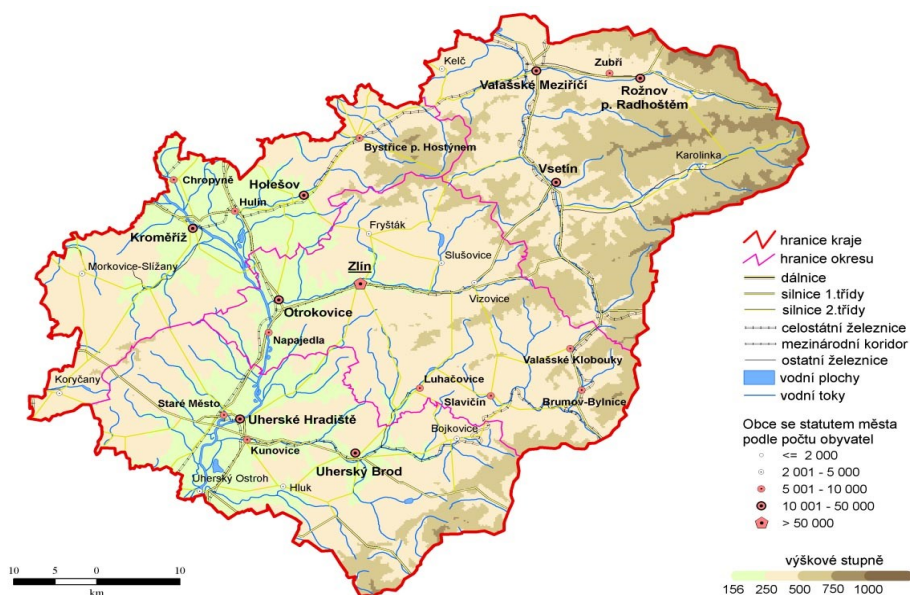 Kelč
Zubří
Valašské Meziříčí
Rožnov
p. Radhoštěm
Bystřice p. Hostýnem
Karolinka
Vsetín
Chropyně
Holešov
Hulín
Kroměříž
Fryšták
Morkovice-Slížany
Zlín
Slušovice
Vizovice
Otrokovice
Napajedla
Valašské Klobouky
Koryčany
Luhačovice
Slavičín
Brumov-Bylnice
Staré Město
Uherské Hradiště
Bojkovice
Kunovice
Uherský Brod
Uherský Ostroh
Hluk
hranice kraje
hranice okresu
dálnice
silnice 1.třídy
silnice 2.třídy
celostátní železnice
mezinárodní koridor
ostatní železnice
vodní plochy
vodní toky
Obce se statutem města
podle počtu obyvatel
<= 2 000
2 001 - 5 000
5 001 - 10 000
10 001 - 50 000
> 50 000
výškové stupně
156 250 500 750 1000
10 5 0 10
km